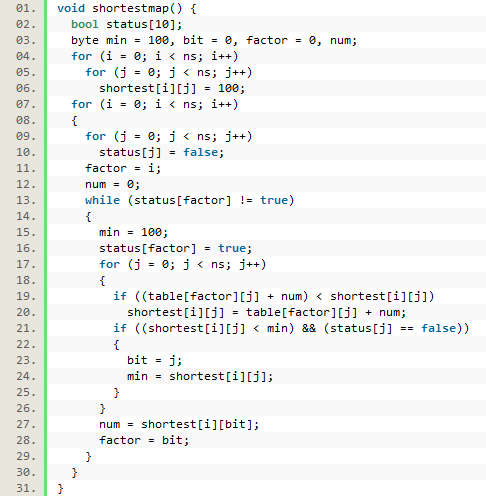 01. void shortestmap() {
02. bool status[10];
03. byte min = 100, bit = 0, factor = 0, num;
04. for (i = 0; i < ns; i++)
05. for (j = 0; j < ns; j++)
06. shortest[i][j] = 100;
07. for (i = 0; i < ns; i++)
08. {
09. for (j = 0; j < ns; j++)
10. status[j] = false;
11. factor = i;
12. num = 0;
13. while (status[factor] != true)
14. {
15. min = 100;
16. status[factor] = true;
17. for (j = 0; j < ns; j++)
18. {
19. if ((table[factor][j] + num) < shortest[i][j])
20. shortest[i][j] = table[factor][j] + num;
21. if ((shortest[i][j] < min) && (status[j] == false))
22. {
23. bit = j;
24. min = shortest[i][j];
25. }
26. }
27. num = shortest[i][bit];
28. factor = bit;
29. }
30. }
31. }